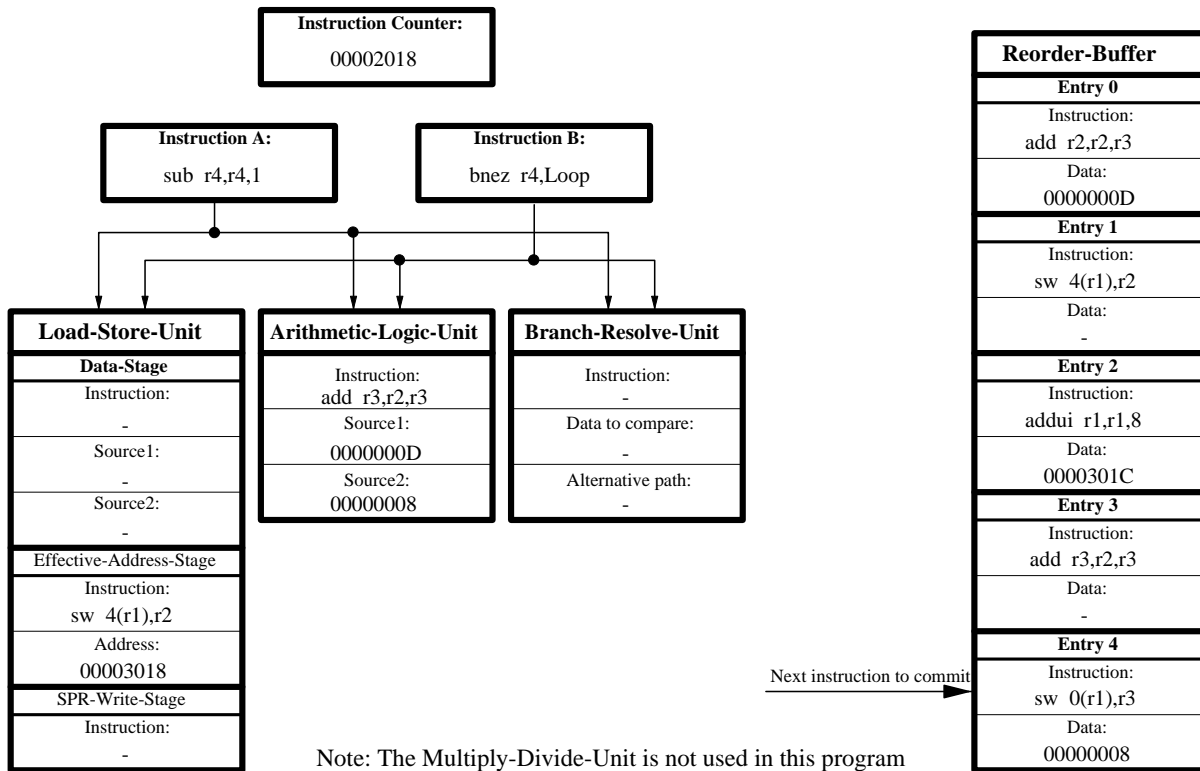 Instruction Counter:
00002018
Instruction A:
sub r4,r4,1
Instruction B:
bnez r4,Loop
Load-Store-Unit
Data-Stage
Instruction:
-
Source1:
-
Source2:
-
Effective-Address-Stage
Instruction:
sw 4(r1),r2
Address:
00003018
SPR-Write-Stage
Instruction:
-
Arithmetic-Logic-Unit
Instruction:
add r3,r2,r3
Source1:
0000000D
Source2:
00000008
Branch-Resolve-Unit
Instruction:
-
Data to compare:
-
Alternative path:
-
Reorder-Buffer
Entry 0
Instruction:
add r2,r2,r3
Data:
0000000D
Entry 1
Instruction:
sw 4(r1),r2
Data:
-
Entry 2
Instruction:
addui r1,r1,8
Data:
0000301C
Entry 3
Instruction:
add r3,r2,r3
Data:
-
Entry 4
Instruction:
sw 0(r1),r3
Data:
00000008
Next instruction to commit
Note: The Multiply-Divide-Unit is not used in this program